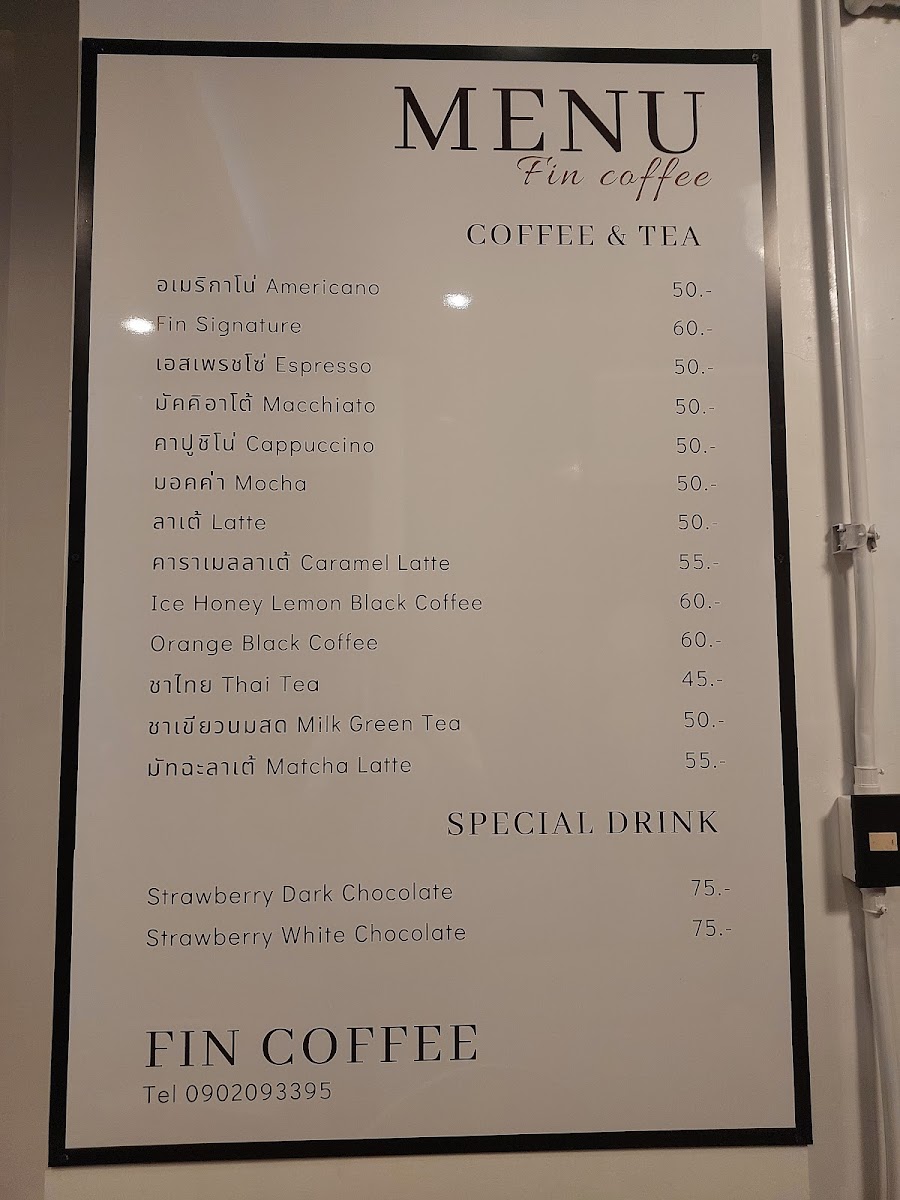 MENU
Fin coffee
COFFEE & TEA
อเมริกาโน่ Americano 50.-
Fin Signature 60.-
เอสเพรซโซ่ Espresso 50.-
มัคคิอาโต้ Macchiato 50.-
คาปูชิโน่ Cappuccino 50.-
มอคค่า Mocha 50.-
ลาเต้ Latte 50.-
คาราเมลลาเต้ Caramel Latte 55.-
Ice Honey Lemon Black Coffee 60.-
Orange Black Coffee 60.-
ชาไทย Thai Tea 45.-
ชาเขียวนมสด Milk Green Tea 50.-
มัทฉะลาเต้ Matcha Latte 55.-
SPECIAL DRINK
Strawberry Dark Chocolate 75.-
Strawberry White Chocolate 75.-
FIN COFFEE
Tel 0902093395